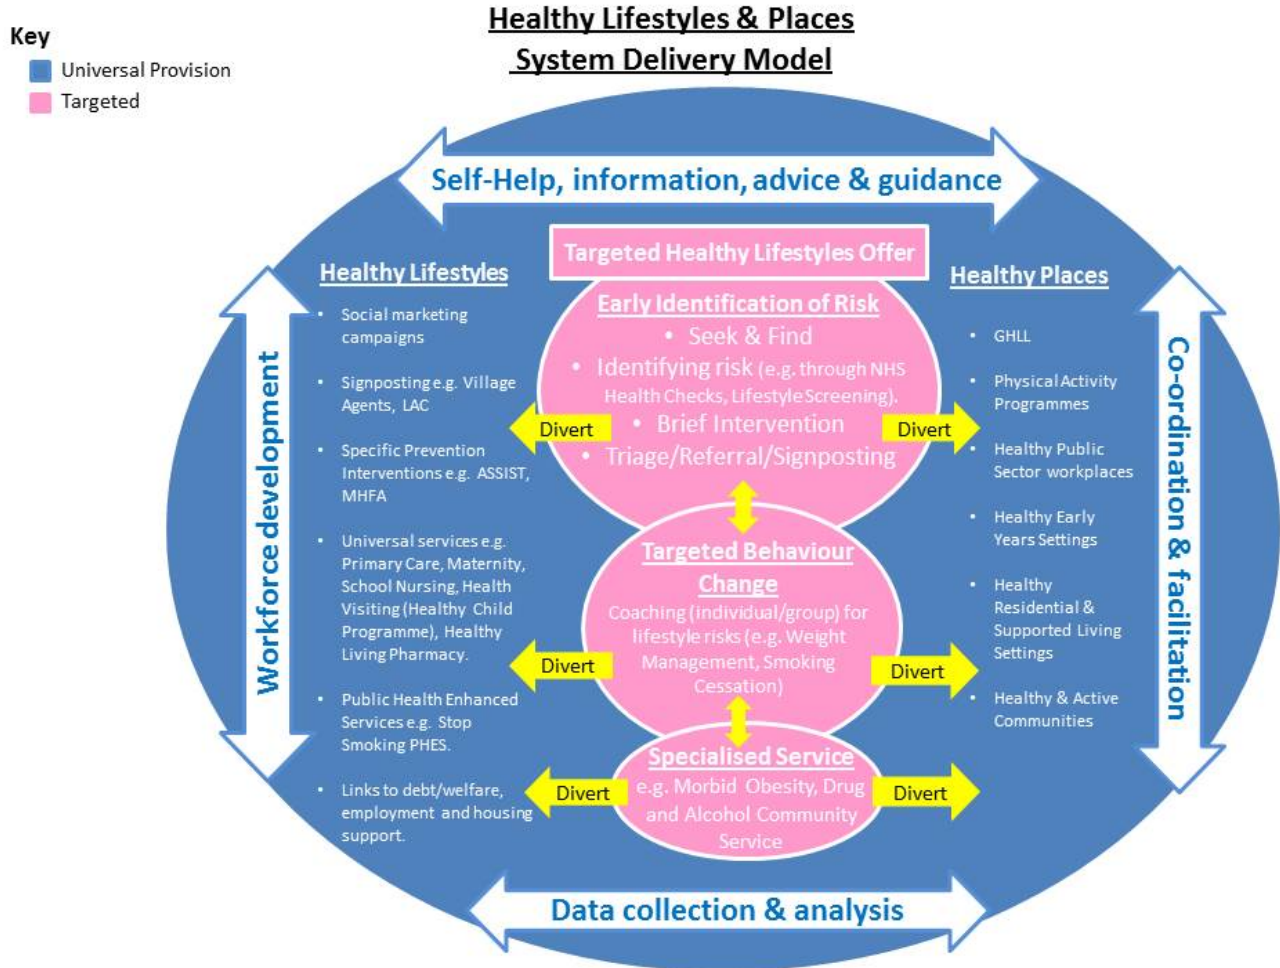 Healthy Lifestyles & Places
System Delivery Model
Key
Universal Provision
Targeted
Self-Help, information, advice & guidance
Workforce development
Healthy Lifestyles
• Social marketing
campaigns
• Signposting e.g. Village
Agents, LAC
• Specific Prevention
Interventions e.g. ASSIST,
MHFA
• Universal services e.g.
Primary Care, Maternity,
School Nursing, Health
Visiting (Healthy Child
Programme), Healthy
Living Pharmacy.
• Public Health Enhanced
Services e.g. Stop
Smoking PHES.
• Links to debt/welfare,
employment and housing
support.
Targeted Healthy Lifestyles Offer
Early Identification of Risk
• Seek & Find
• Identifying risk (e.g. through NHS
Health Checks, Lifestyle Screening).
• Brief Intervention
• Triage/Referral/Signposting
Divert
Divert
Targeted Behaviour
Change
Coaching (individual/group) for
lifestyle risks (e.g. Weight
Management, Smoking
Cessation)
Divert
Divert
Specialised Service
e.g. Morbid Obesity, Drug
and Alcohol Community
Service
Divert
Divert
Healthy Places
• GHLL
• Physical Activity
Programmes
• Healthy Public
Sector workplaces
• Healthy Early
Years Settings
• Healthy
Residential &
Supported Living
Settings
• Healthy & Active
Communities
Co-ordination & facilitation
Data collection & analysis